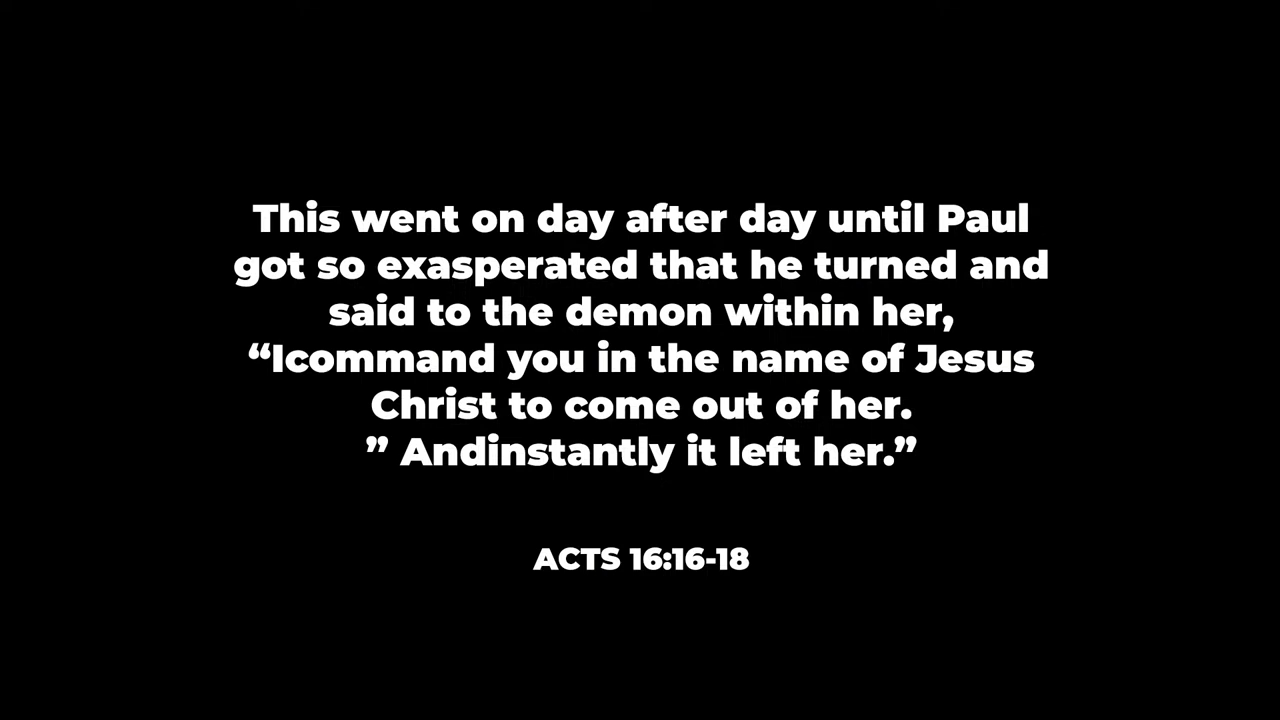 This went on day after day until Paul
got so exasperated that he turned and
said to the demon within her,
“Icommand you in the name of Jesus
Christ to come out of her.
” Andinstantly it left her.”
ACTS 16:16-18